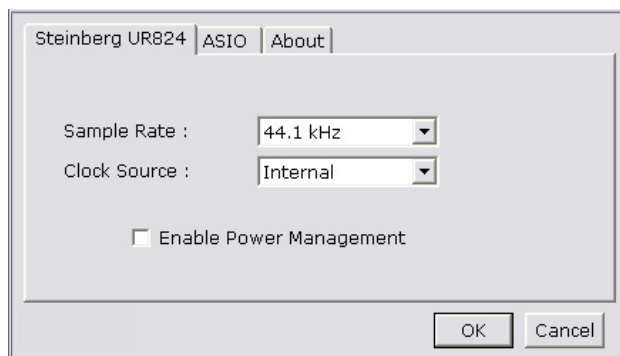 Steinberg UR824 ASIO About
Sample Rate : 44.1 kHz
Clock Source : Internal
Enable Power Management
OK Cancel